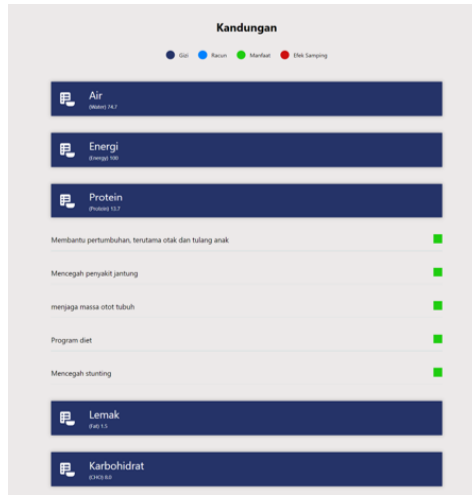 Kandungan
Gizi Racun Manfaat Efek Samping
Air
(Water) 74.7
Energi
(Energy) 100
Protein
(Protein) 13.7
Membantu pertumbuhan, terutama otak dan tulang anak
Mencegah penyakit jantung
menjaga massa otot tubuh
Program diet
Mencegah stunting
Lemak
(Fat) 1.5
Karbohidrat
(CHO) 8.0